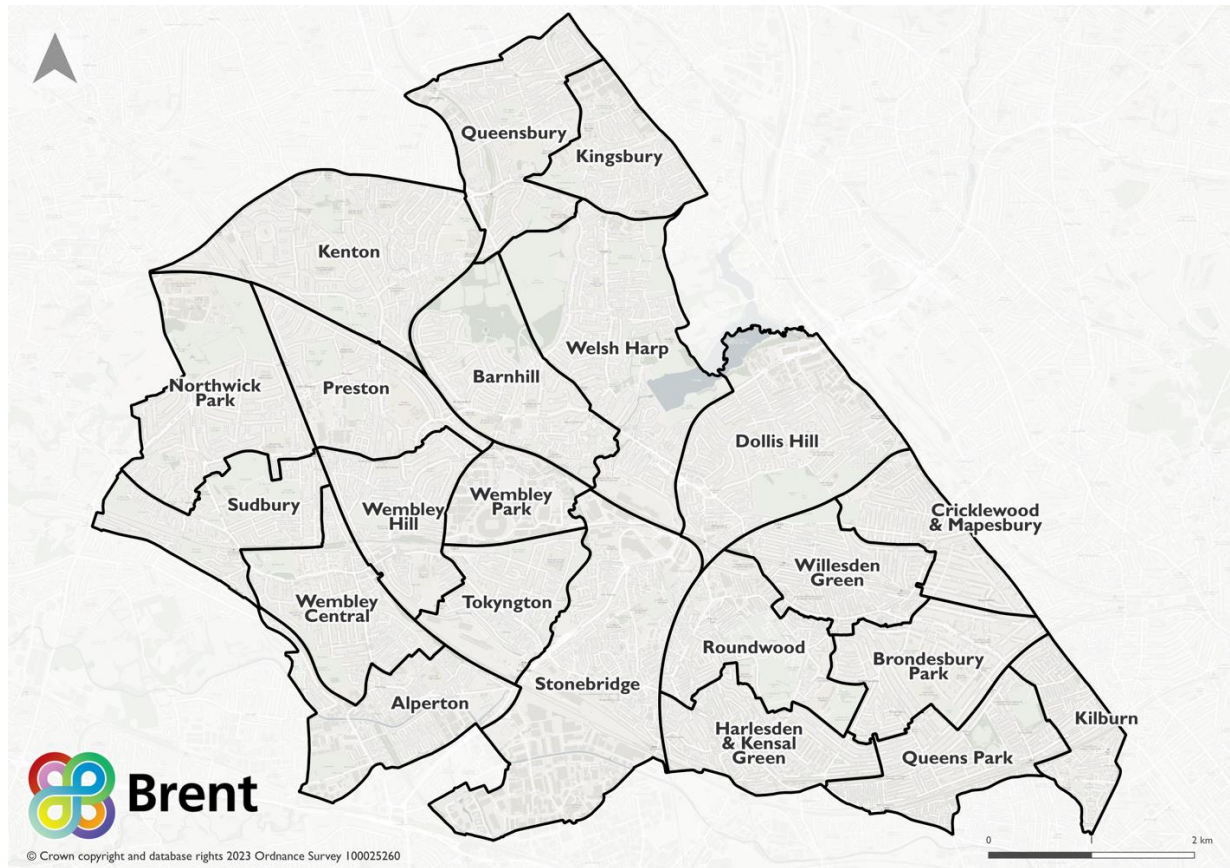 Queensbury
Kingsbury
Kenton
Welsh Harp
Northwick
Park
Preston
Barnhill
Dollis Hill
Sudbury
Wembley
Hill
Wembley
Park
Cricklewood
& Mapesbury
Willesden
Green
Wembley
Central
Tokyngton
Roundwood
Brondesbury
Park
Stonebridge
Alperton
Harlesden
& Kensal
Green
Queens Park
Kilburn
Brent
0
1
2 km
© Crown copyright and database rights 2023 Ordnance Survey 100025260